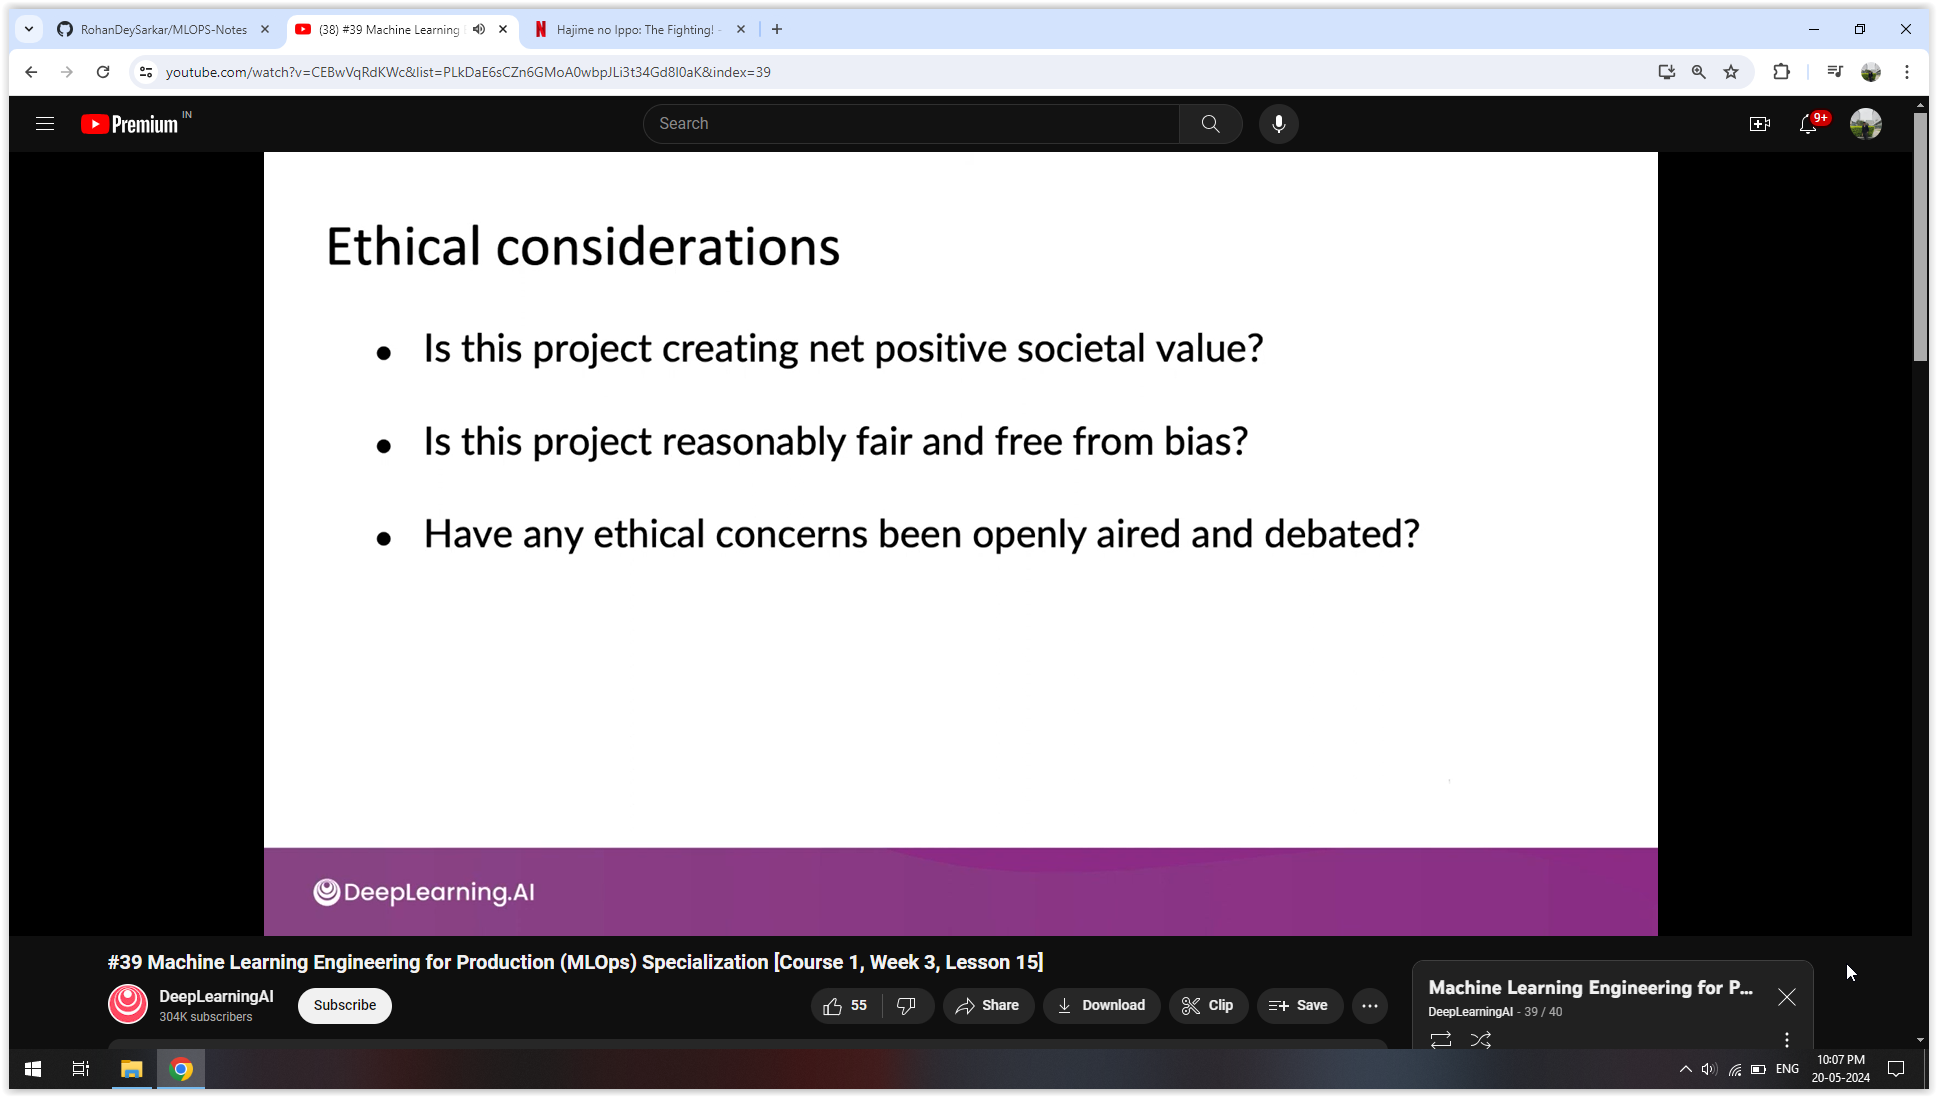 RohanDeySarkar/MLOPS-Notes
(38) #39 Machine Learning
Hajime no Ippo: The Fighting! -
youtube.com/watch?v=CEBwVqRdKWc&list=PLkDaE6sCZn6GMoA0wbpJLi3t34Gd8l0aK&index=39
Premium IN
Search
9+
Ethical considerations
• Is this project creating net positive societal value?
• Is this project reasonably fair and free from bias?
• Have any ethical concerns been openly aired and debated?
DeepLearning.AI
#39 Machine Learning Engineering for Production (MLOps) Specialization [Course 1, Week 3, Lesson 15]
DeepLearningAI
304K subscribers
Subscribe
55
Share
Download
Clip
Save
Machine Learning Engineering for P...
DeepLearningAI - 39 / 40
ENG
10:07 PM
20-05-2024